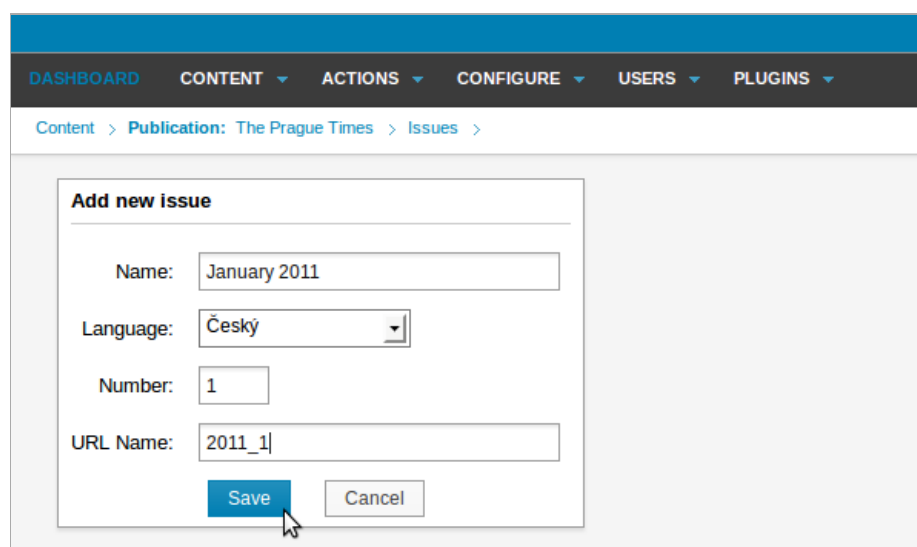 DASHBOARD CONTENT ACTIONS CONFIGURE USERS PLUGINS
Content > Publication: The Prague Times > Issues >
Add new issue
Name: January 2011
Language: Český
Number: 1
URL Name: 2011_1
Save Cancel